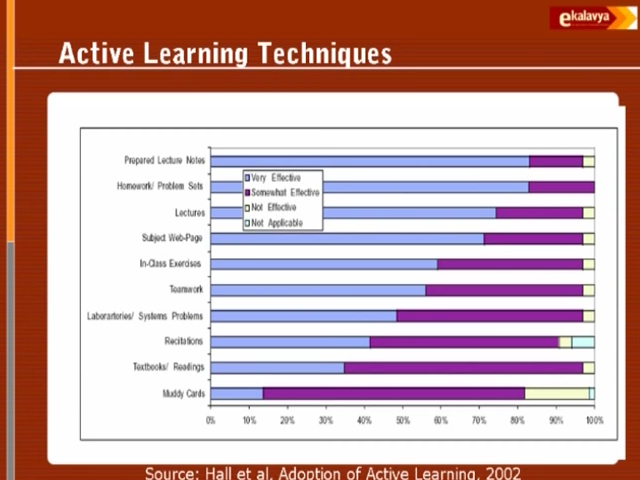 ekalavya
Active Learning Techniques
Prepared Lecture Notes
Homework/ Problem Sets
Lectures
Subject Web-Page
In-Class Exercises
Teamwork
Laborartories/ Systems Problems
Recitations
Textbooks/ Readings
Muddy Cards
Very Effective
Somewhat Effective
Not Effective
Not Applicable
0% 10% 20% 30% 40% 50% 60% 70% 80% 90% 100%
Source: Hall et al, Adoption of Active Learning, 2002